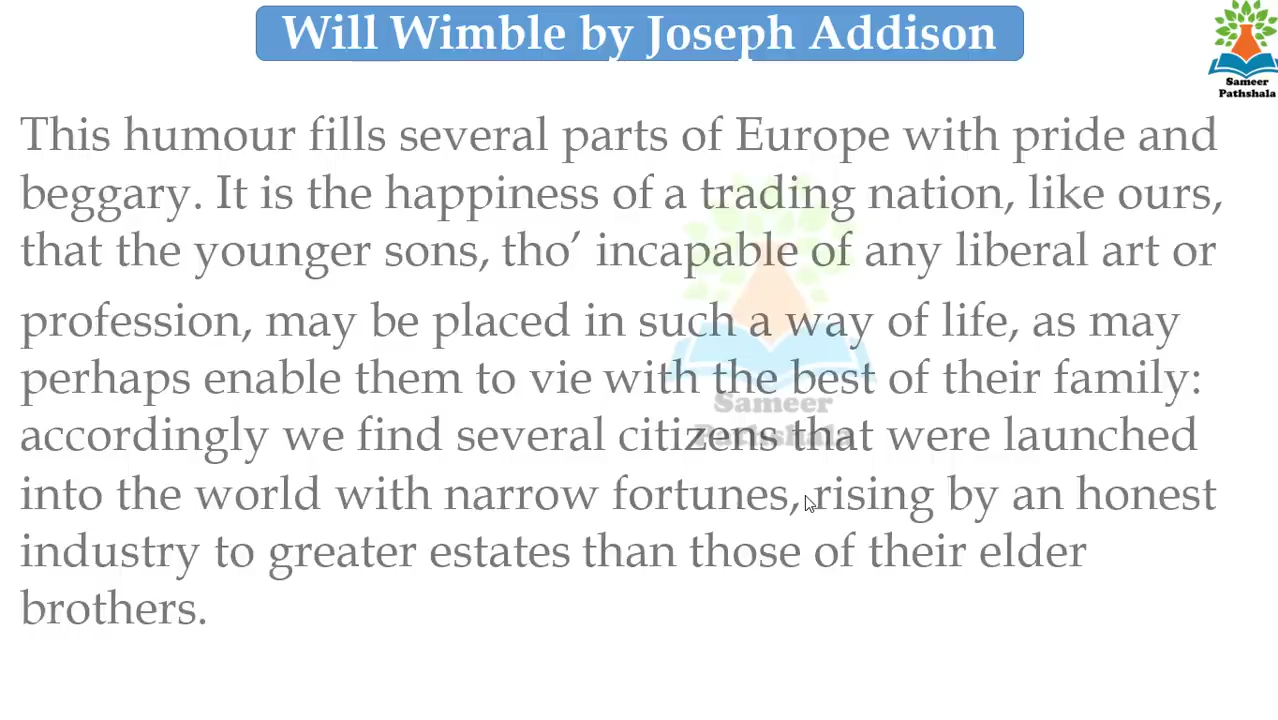 Will Wimble by Joseph Addison
Sameer
Pathshala
This humour fills several parts of Europe with pride and
beggary. It is the happiness of a trading nation, like ours,
that the younger sons, tho’ incapable of any liberal art or
profession, may be placed in such a way of life, as may
perhaps enable them to vie with the best of their family:
accordingly we find several citizens that were launched
into the world with narrow fortunes, rising by an honest
industry to greater estates than those of their elder
brothers.
Sameer
Pathshala